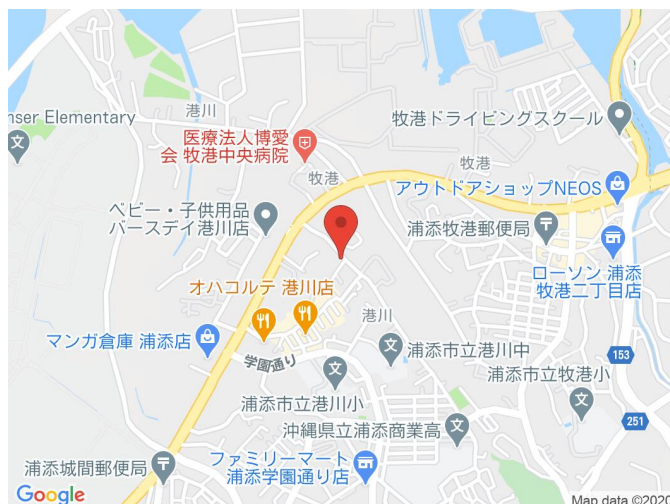 港川
nser Elementary
牧港ドライビングスクール
医療法人博愛
会 牧港中央病院
牧港
牧港
アウトドアショップNEOS
ベビー・子供用品
バースデイ港川店
浦添牧港郵便局
ローソン 浦添
牧港二丁目店
オハコルテ 港川店
港川
マンガ倉庫 浦添店
学園通り
浦添市立港川中
153
浦添市立牧港小
浦添市立港川小
251
沖縄県立浦添商業高
ファミリーマート
浦添学園通り店
浦添城間郵便局
Google
Map data ©2020